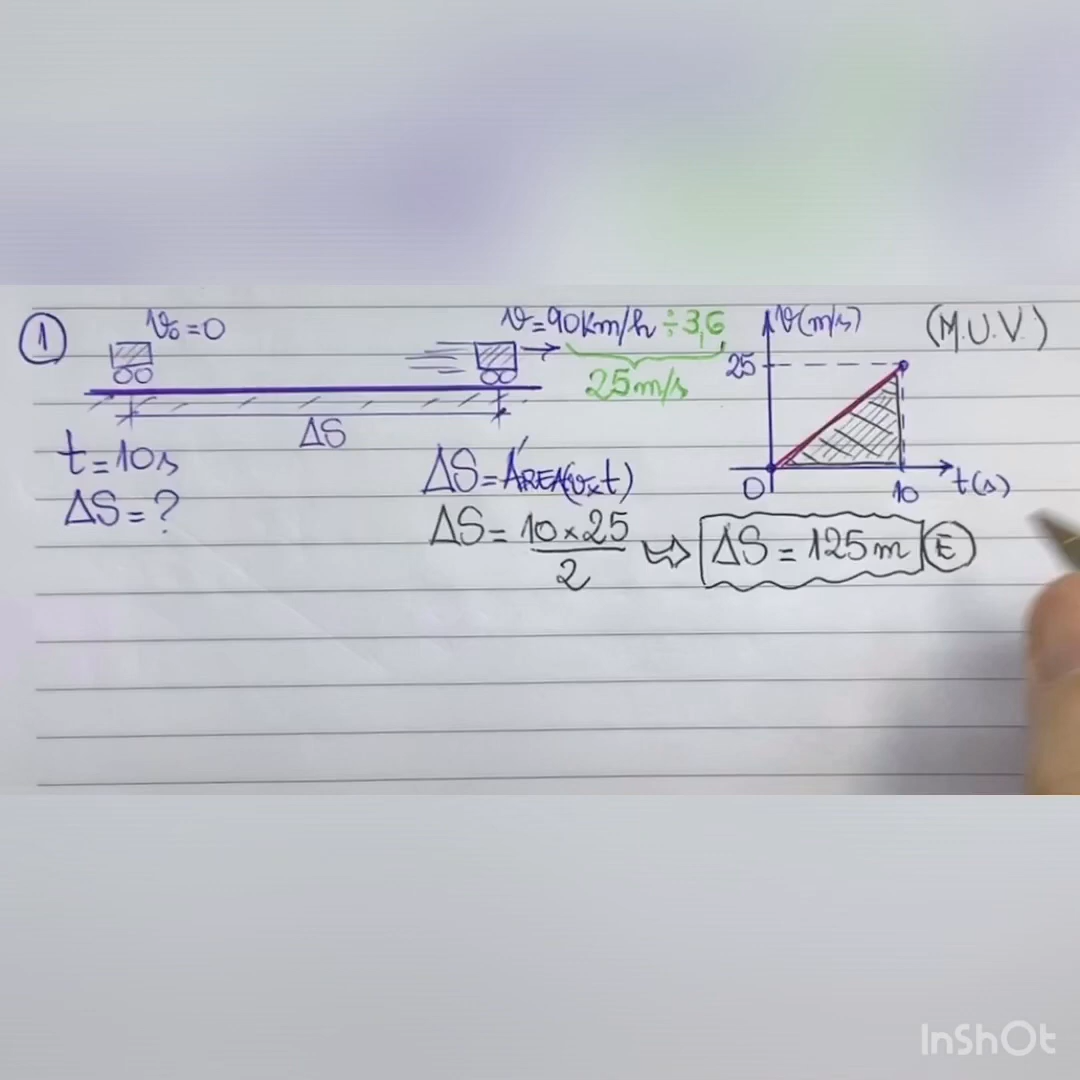 1
v₀=0
v=90Km/h ÷3,6
25m/s
ΔS
t=10s
ΔS=?
ΔS=ÁREA(v×t)
ΔS=10×25/2 ⇨ ΔS=125m E
v(m/s)
(M.U.V.)
25
0
10
t(s)
InShOt